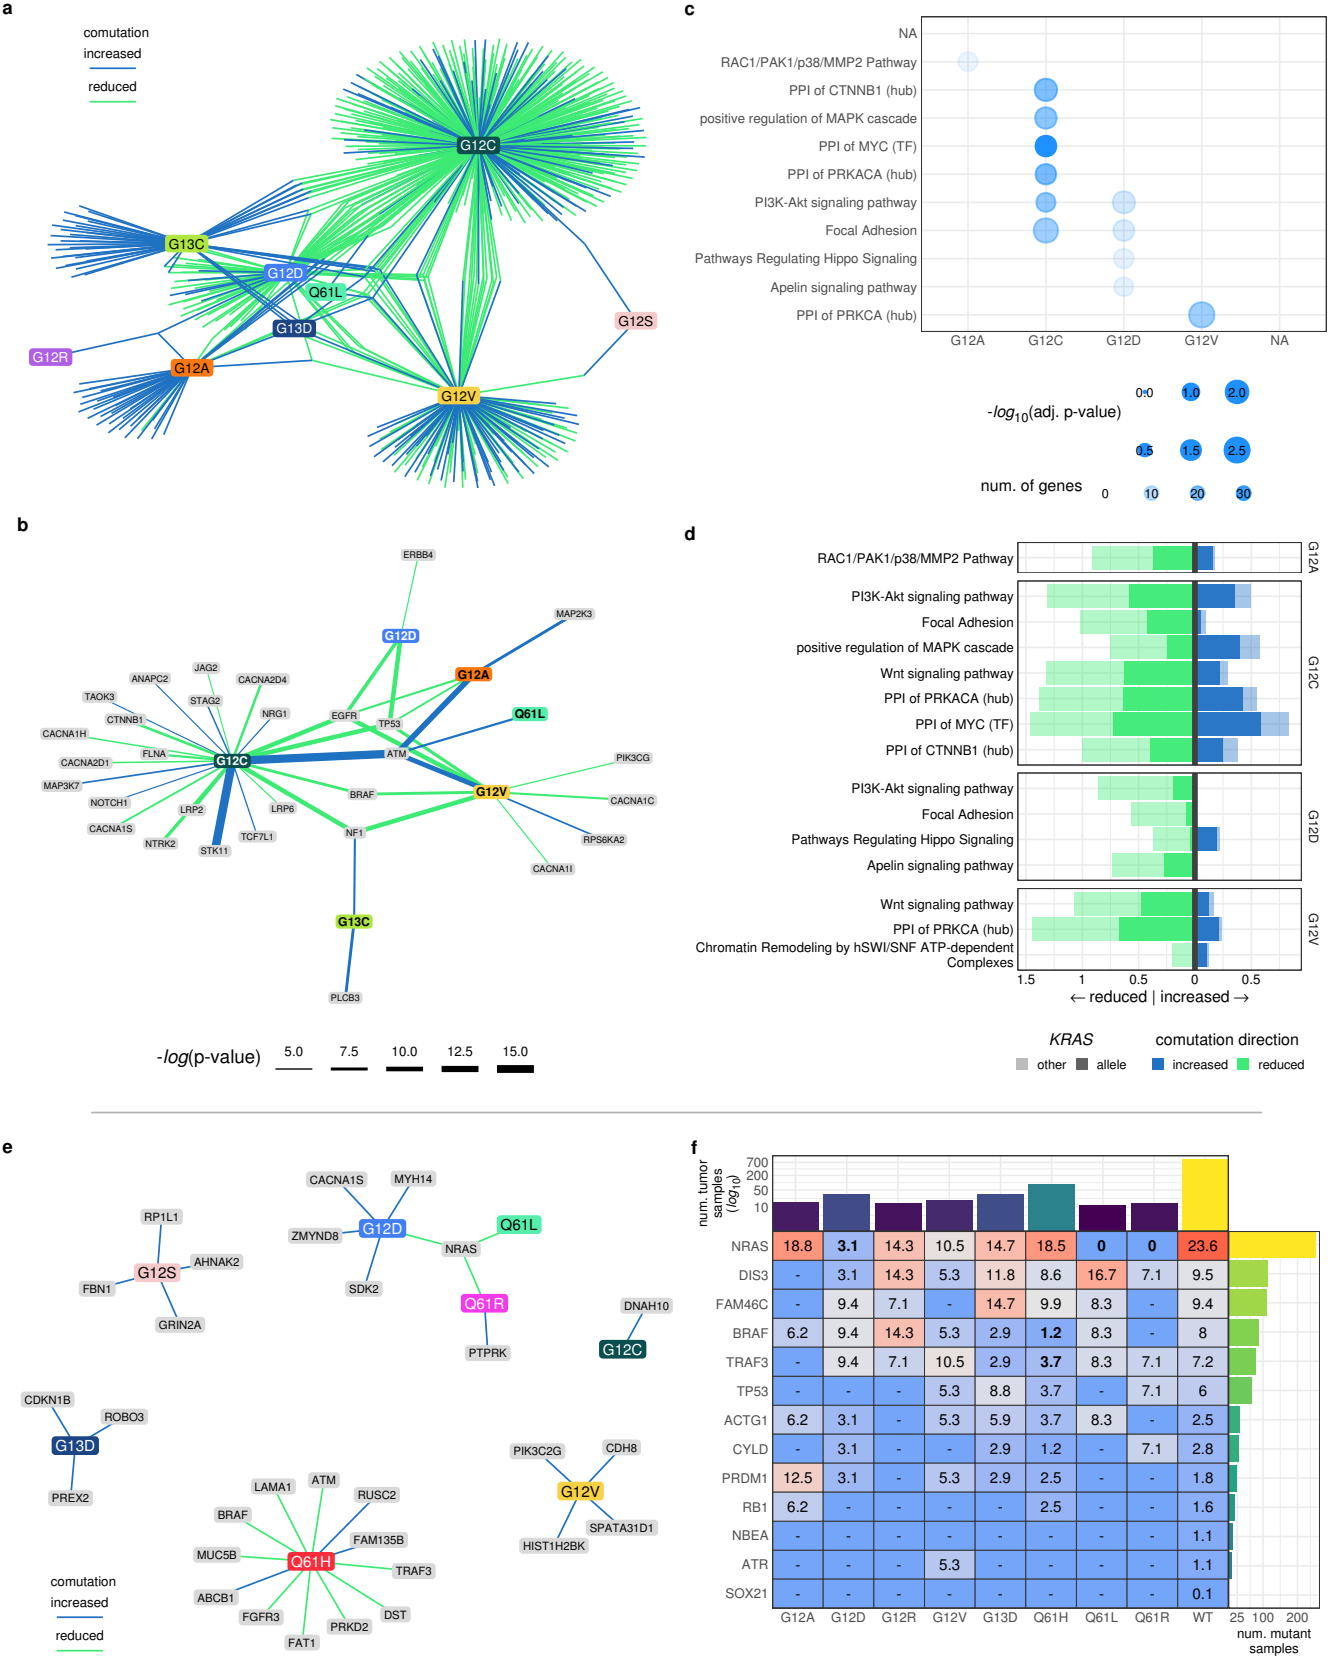 a
comutation
increased
reduced
G12C
G13C
G12D
Q61L
G13D
G12S
G12R
G12A
G12V
b
ERBB4
MAP2K3
G12D
G12A
JAG2
ANAPC2
CACNA2D4
TAOK3
STAG2
NRG1
CTNNB1
EGFR
TP53
Q61L
CACNA1H
FLNA
G12C
ATM
CACNA2D1
PIK3CG
MAP3K7
NOTCH1
LRP2
LRP6
BRAF
G12V
CACNA1C
CACNA1S
TCF7L1
NF1
RPS6KA2
NTRK2
STK11
CACNA1I
G13C
PLCB3
-log(p-value)
5.0
7.5
10.0
12.5
15.0
c
NA
RAC1/PAK1/p38/MMP2 Pathway
PPI of CTNNB1 (hub)
positive regulation of MAPK cascade
PPI of MYC (TF)
PPI of PRKACA (hub)
PI3K-Akt signaling pathway
Focal Adhesion
Pathways Regulating Hippo Signaling
Apelin signaling pathway
PPI of PRKCA (hub)
G12A G12C G12D G12V NA
-log10(adj. p-value)
0.0 1.0 2.0
0.5 1.5 2.5
num. of genes 0 10 20 30
d
RAC1/PAK1/p38/MMP2 Pathway
G12A
PI3K-Akt signaling pathway
Focal Adhesion
positive regulation of MAPK cascade
Wnt signaling pathway
PPI of PRKACA (hub)
PPI of MYC (TF)
PPI of CTNNB1 (hub)
G12C
PI3K-Akt signaling pathway
Focal Adhesion
Pathways Regulating Hippo Signaling
Apelin signaling pathway
G12D
Wnt signaling pathway
PPI of PRKCA (hub)
Chromatin Remodeling by hSWI/SNF ATP-dependent
Complexes
G12V
1.5 1 0.5 0 0.5
← reduced | increased →
KRAS
other allele
comutation direction
increased reduced
e
CACNA1S
MYH14
ZMYND8
G12D
NRAS
Q61L
SDK2
Q61R
PTPRK
RP1L1
AHNAK2
G12S
FBN1
GRIN2A
DNAH10
G12C
CDKN1B
ROBO3
G13D
PREX2
PIK3C2G
CDH8
G12V
SPATA31D1
HIST1H2BK
LAMA1
ATM
RUSC2
BRAF
FAM135B
MUC5B
Q61H
TRAF3
ABCB1
FGFR3
DST
PRKD2
FAT1
comutation
increased
reduced
f
num. tumor
samples
(log10)
700
200
50
10
NRAS 18.8 3.1 14.3 10.5 14.7 18.5 0 0 23.6
DIS3 - 3.1 14.3 5.3 11.8 8.6 16.7 7.1 9.5
FAM46C - 9.4 7.1 - 14.7 9.9 8.3 - 9.4
BRAF 6.2 9.4 14.3 5.3 2.9 1.2 8.3 - 8
TRAF3 - 9.4 7.1 10.5 2.9 3.7 8.3 7.1 7.2
TP53 - - - 5.3 8.8 3.7 - 7.1 6
ACTG1 6.2 3.1 - 5.3 5.9 3.7 8.3 - 2.5
CYLD - 3.1 - - 2.9 1.2 - 7.1 2.8
PRDM1 12.5 3.1 - 5.3 2.9 2.5 - - 1.8
RB1 6.2 - - - - 2.5 - - 1.6
NBEA - - - - - - - - 1.1
ATR - - - 5.3 - - - - 1.1
SOX21 - - - - - - - - 0.1
G12A G12D G12R G12V G13D Q61H Q61L Q61R WT
25 100 200
num. mutant
samples